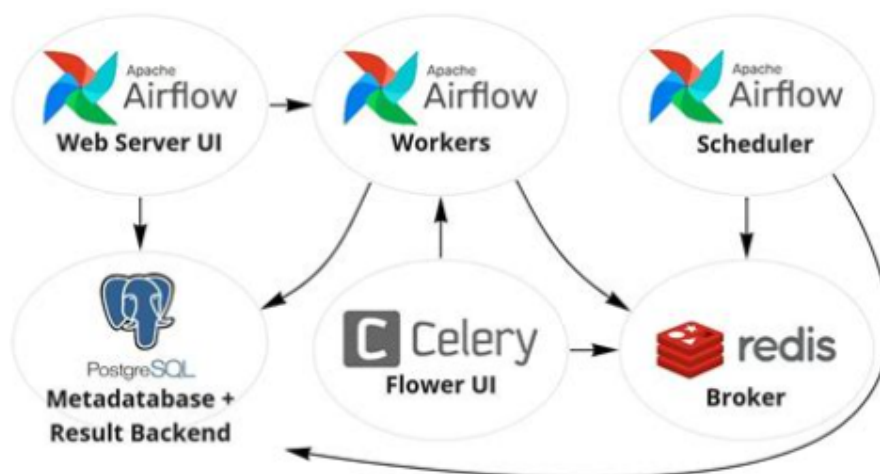 Apache
Airflow
Web Server UI
Apache
Airflow
Workers
Apache
Airflow
Scheduler
PostgreSQL
Metadatabase +
Result Backend
C Celery
Flower UI
redis
Broker